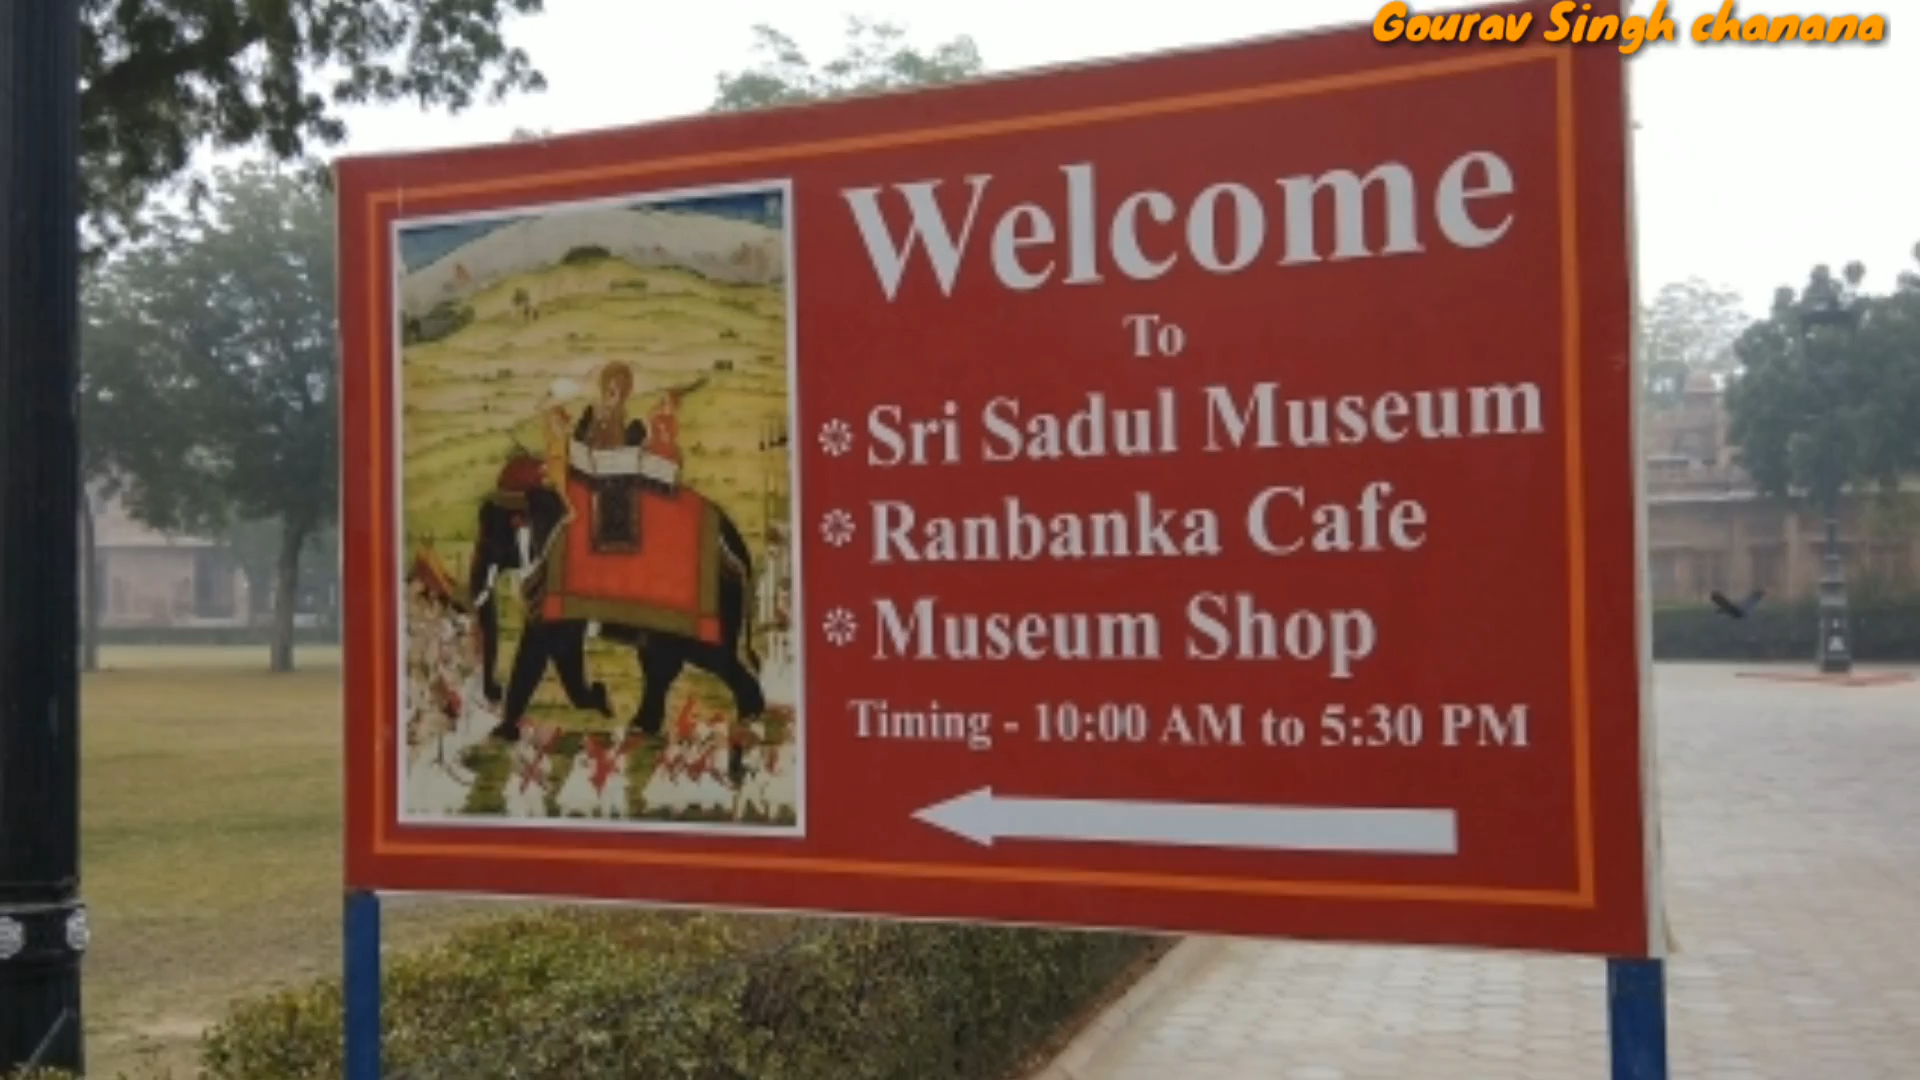 Gourav Singh chanana
Welcome
To
Sri Sadul Museum
Ranbanka Cafe
Museum Shop
Timing - 10:00 AM to 5:30 PM